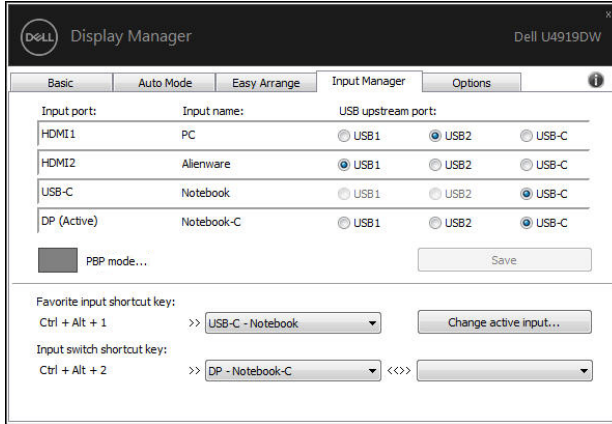 x
DELL Display Manager Dell U4919DW
Basic Auto Mode Easy Arrange Input Manager Options i
Input port: Input name: USB upstream port:
HDMI1 PC USB1 USB2 USB-C
HDMI2 Alienware USB1 USB2 USB-C
USB-C Notebook USB1 USB2 USB-C
DP (Active) Notebook-C USB1 USB2 USB-C
PBP mode... Save
Favorite input shortcut key:
Ctrl + Alt + 1 >> USB-C - Notebook Change active input...
Input switch shortcut key:
Ctrl + Alt + 2 >> DP - Notebook-C <<>>